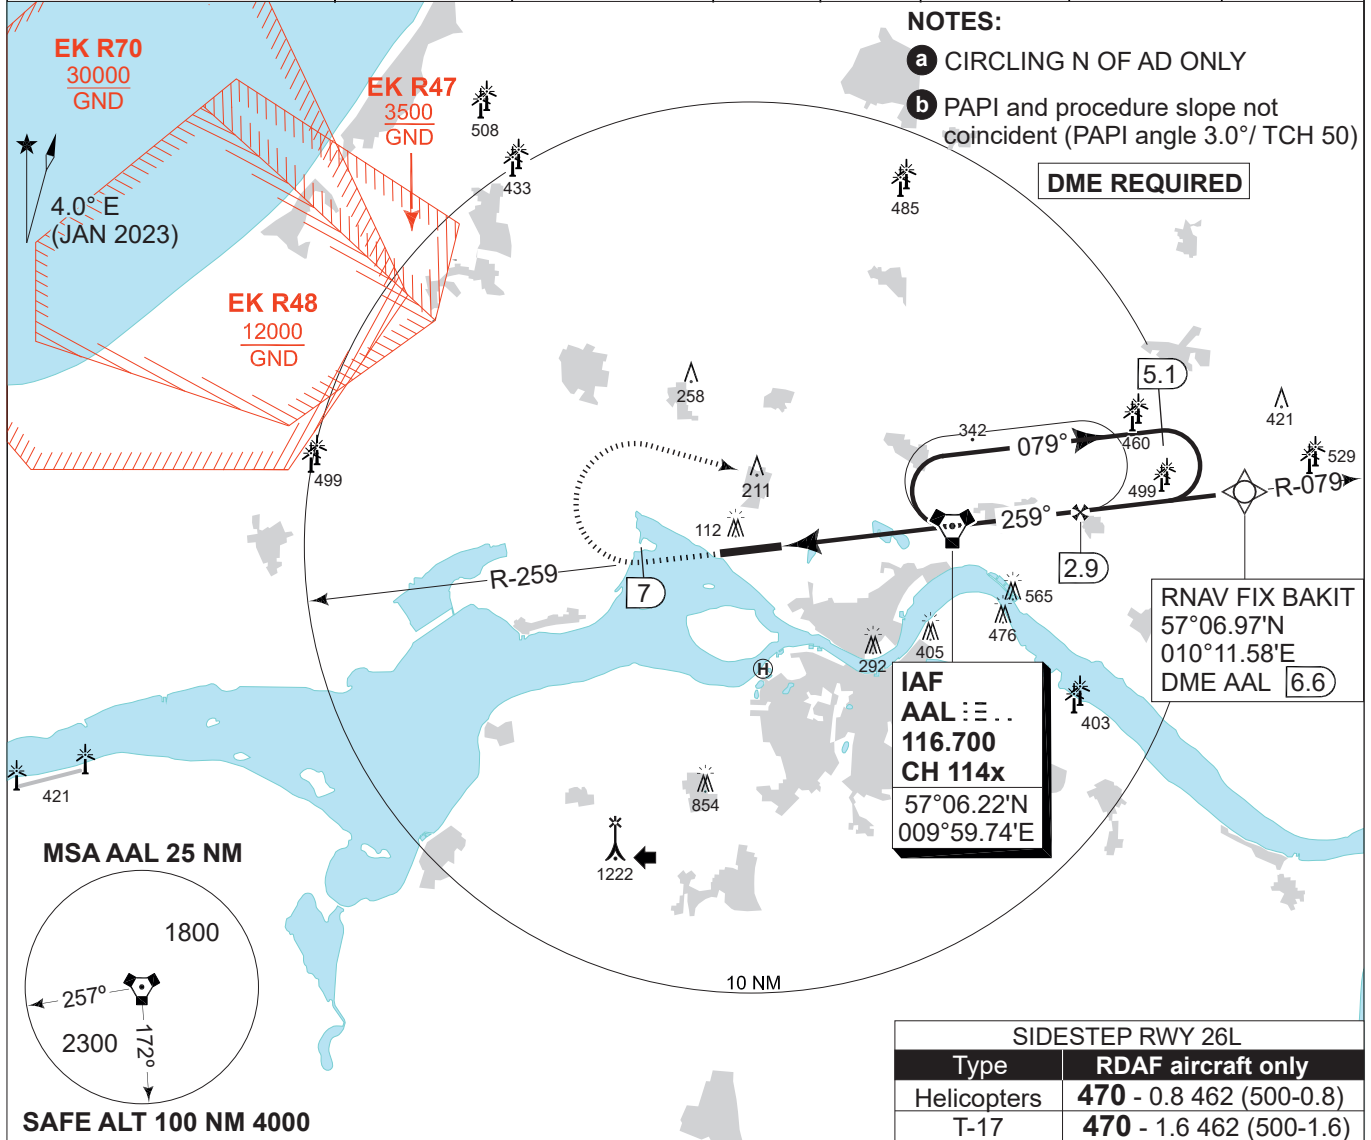 NOTES:
a CIRCLING N OF AD ONLY
b PAPI and procedure slope not
coincident (PAPI angle 3.0°/ TCH 50)
DME REQUIRED
EK R70
30000
GND
EK R47
3500
GND
508
433
485
4.0° E
(JAN 2023)
EK R48
12000
GND
258
5.1
421
342
079°
460
529
499
211
499
R-079
112
259°
R-259
7
2.9
565
476
405
292
RNAV FIX BAKIT
57°06.97'N
010°11.58'E
DME AAL 6.6
H
IAF
AAL
116.700
CH 114x
57°06.22'N
009°59.74'E
403
421
854
1222
MSA AAL 25 NM
1800
257°
2300
172°
SAFE ALT 100 NM 4000
10 NM
SIDESTEP RWY 26L
Type RDAF aircraft only
Helicopters 470 - 0.8 462 (500-0.8)
T-17 470 - 1.6 462 (500-1.6)